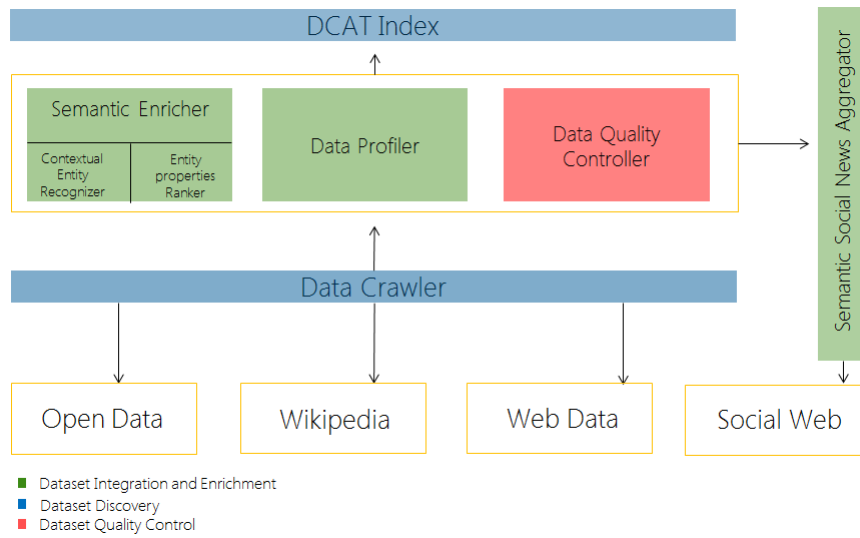 DCAT Index
Semantic Enricher
Contextual
Entity
Recognizer
Entity
properties
Ranker
Data Profiler
Data Quality
Controller
Semantic Social News Aggregator
Data Crawler
Open Data
Wikipedia
Web Data
Social Web
Dataset Integration and Enrichment
Dataset Discovery
Dataset Quality Control